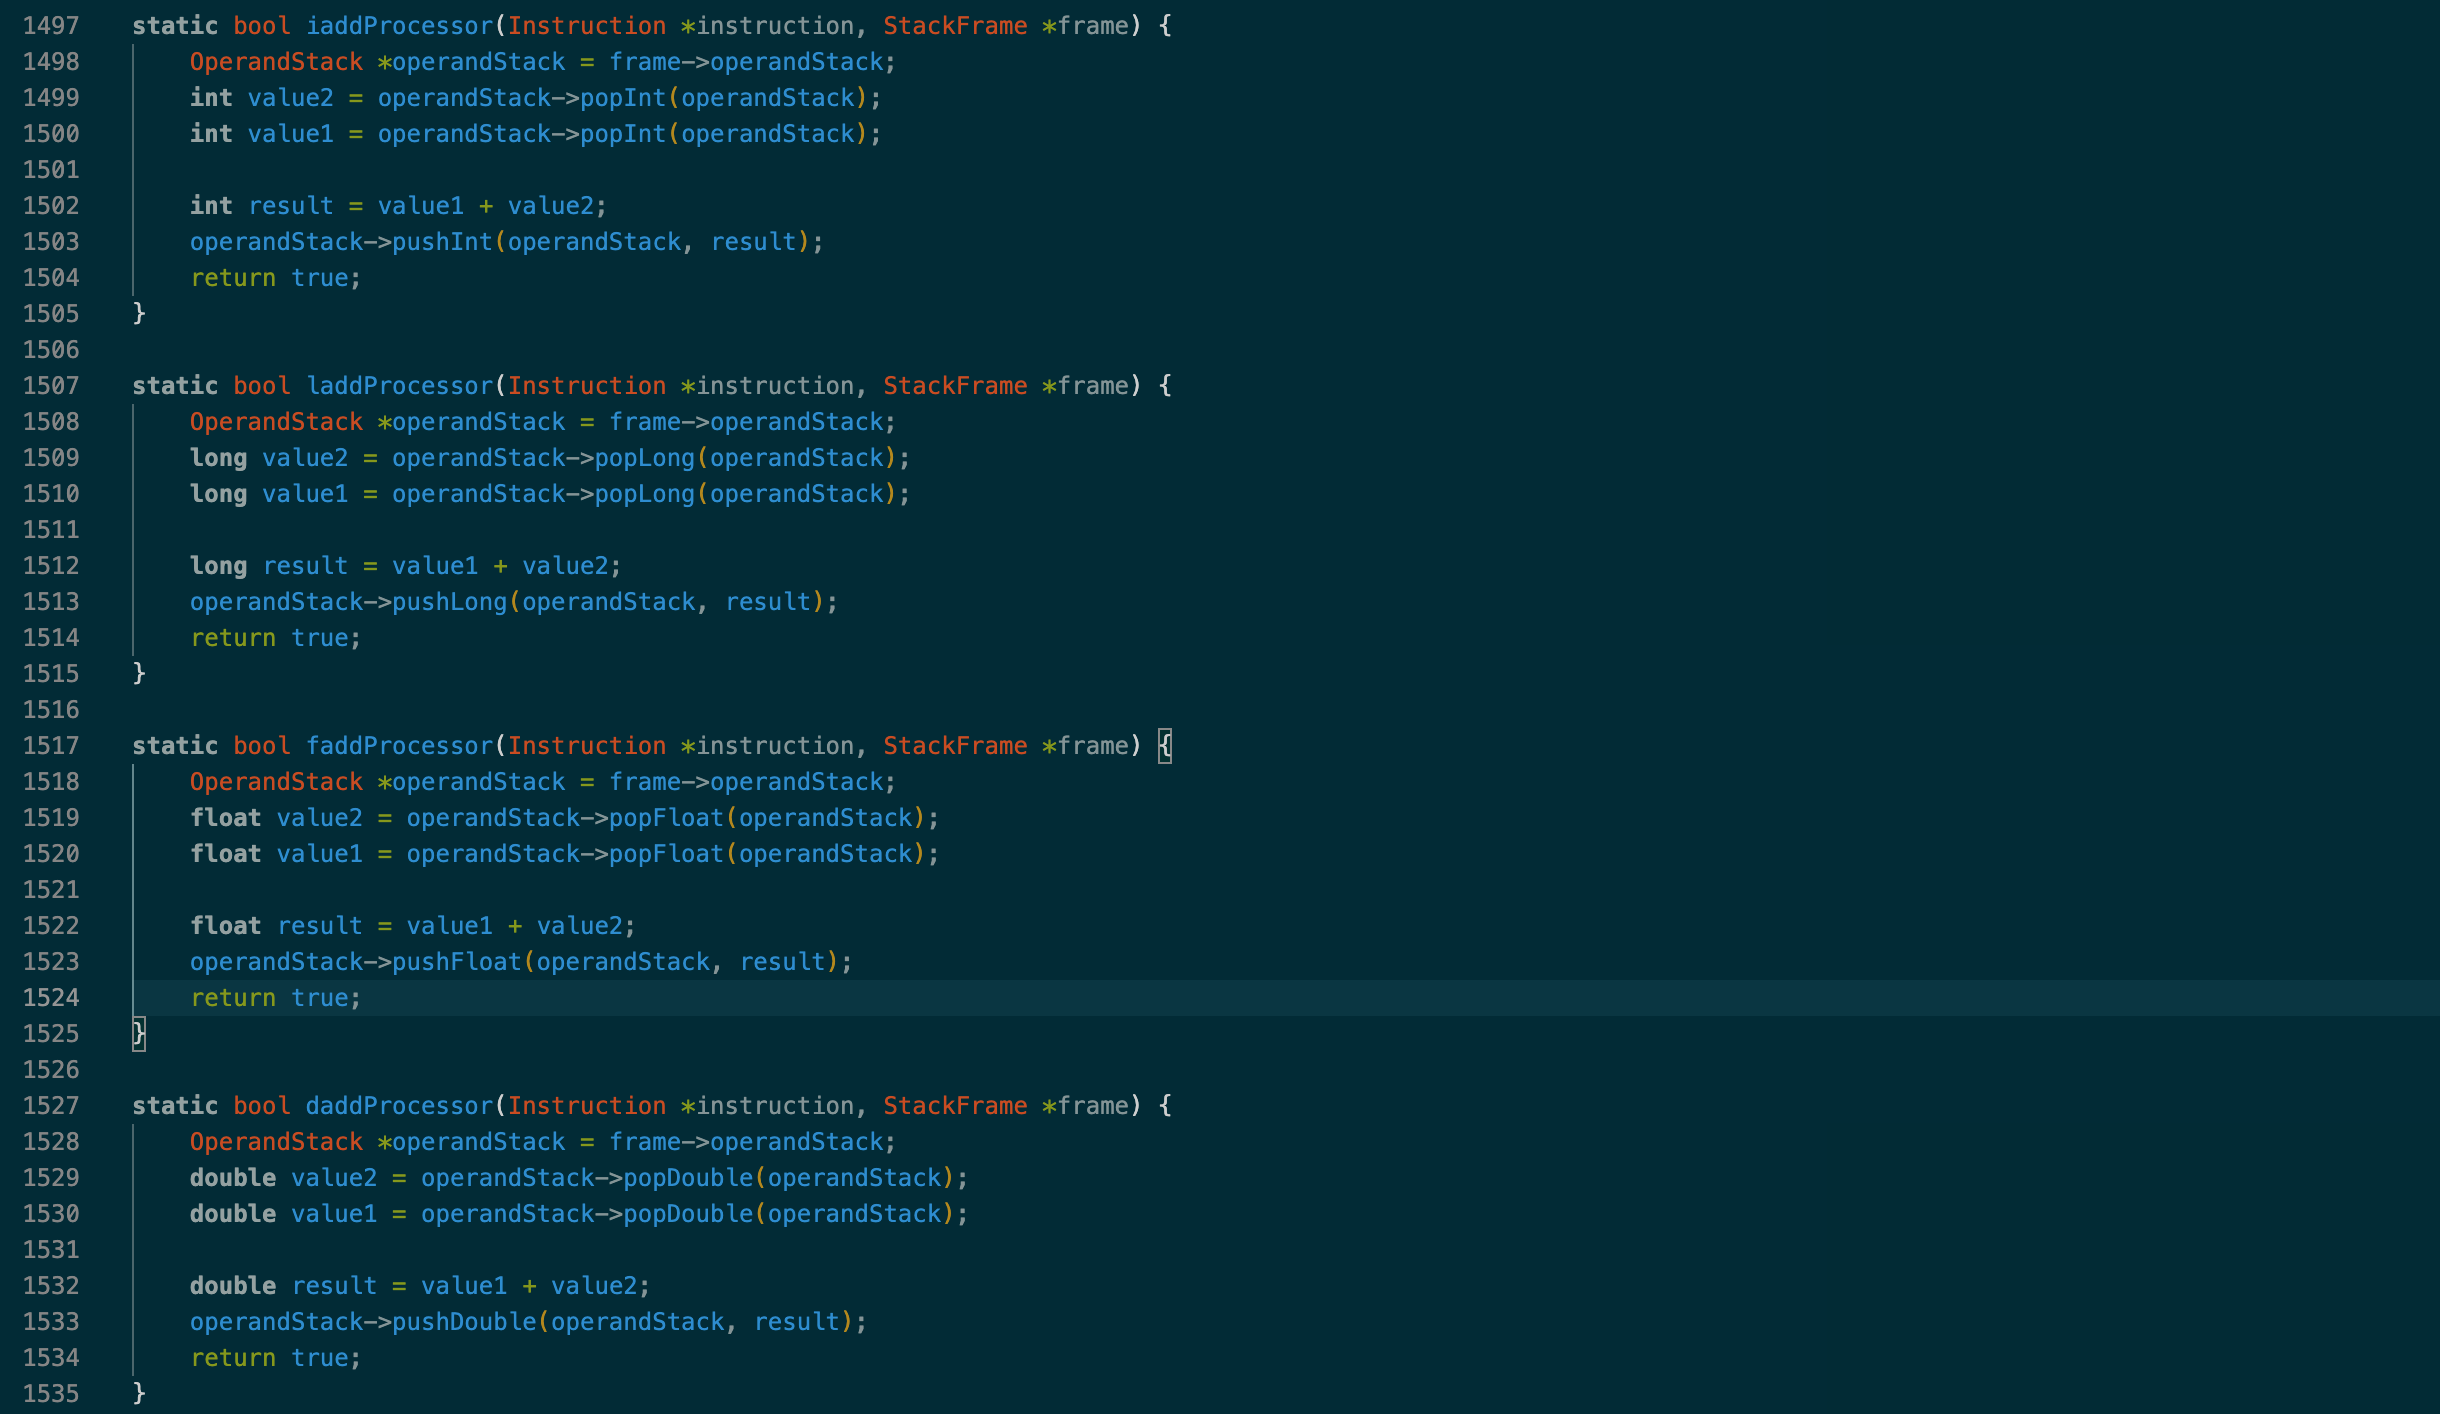 1497 static bool iaddProcessor(Instruction *instruction, StackFrame *frame) {
1498     OperandStack *operandStack = frame->operandStack;
1499     int value2 = operandStack->popInt(operandStack);
1500     int value1 = operandStack->popInt(operandStack);
1501
1502     int result = value1 + value2;
1503     operandStack->pushInt(operandStack, result);
1504     return true;
1505 }
1506
1507 static bool laddProcessor(Instruction *instruction, StackFrame *frame) {
1508     OperandStack *operandStack = frame->operandStack;
1509     long value2 = operandStack->popLong(operandStack);
1510     long value1 = operandStack->popLong(operandStack);
1511
1512     long result = value1 + value2;
1513     operandStack->pushLong(operandStack, result);
1514     return true;
1515 }
1516
1517 static bool faddProcessor(Instruction *instruction, StackFrame *frame) {
1518     OperandStack *operandStack = frame->operandStack;
1519     float value2 = operandStack->popFloat(operandStack);
1520     float value1 = operandStack->popFloat(operandStack);
1521
1522     float result = value1 + value2;
1523     operandStack->pushFloat(operandStack, result);
1524     return true;
1525 }
1526
1527 static bool daddProcessor(Instruction *instruction, StackFrame *frame) {
1528     OperandStack *operandStack = frame->operandStack;
1529     double value2 = operandStack->popDouble(operandStack);
1530     double value1 = operandStack->popDouble(operandStack);
1531
1532     double result = value1 + value2;
1533     operandStack->pushDouble(operandStack, result);
1534     return true;
1535 }